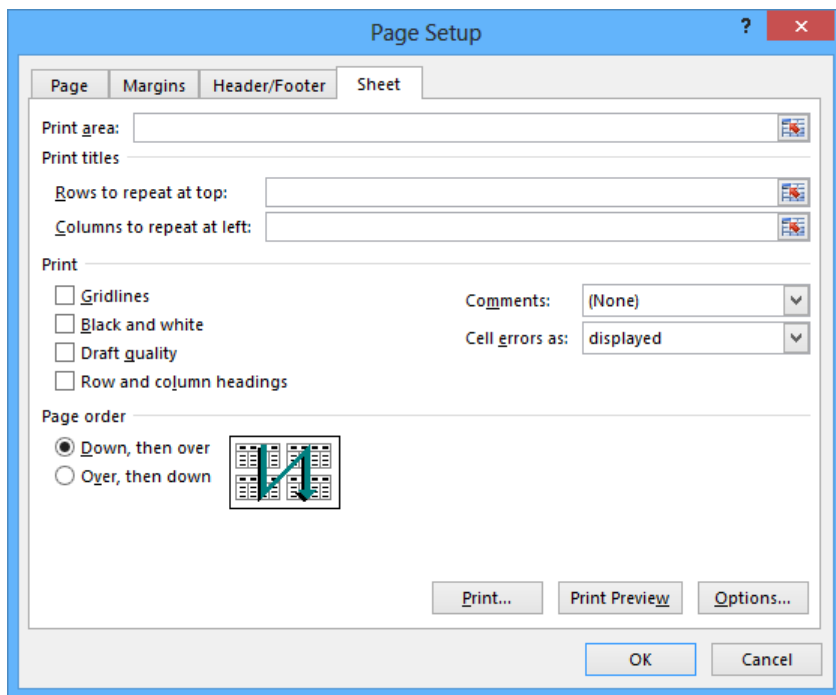 Page Setup
?
Page Margins Header/Footer Sheet
Print area:
Print titles
Rows to repeat at top:
Columns to repeat at left:
Print
Gridlines
Comments: (None)
Black and white
Cell errors as: displayed
Draft quality
Row and column headings
Page order
Down, then over
Over, then down
Print... Print Preview Options...
OK Cancel